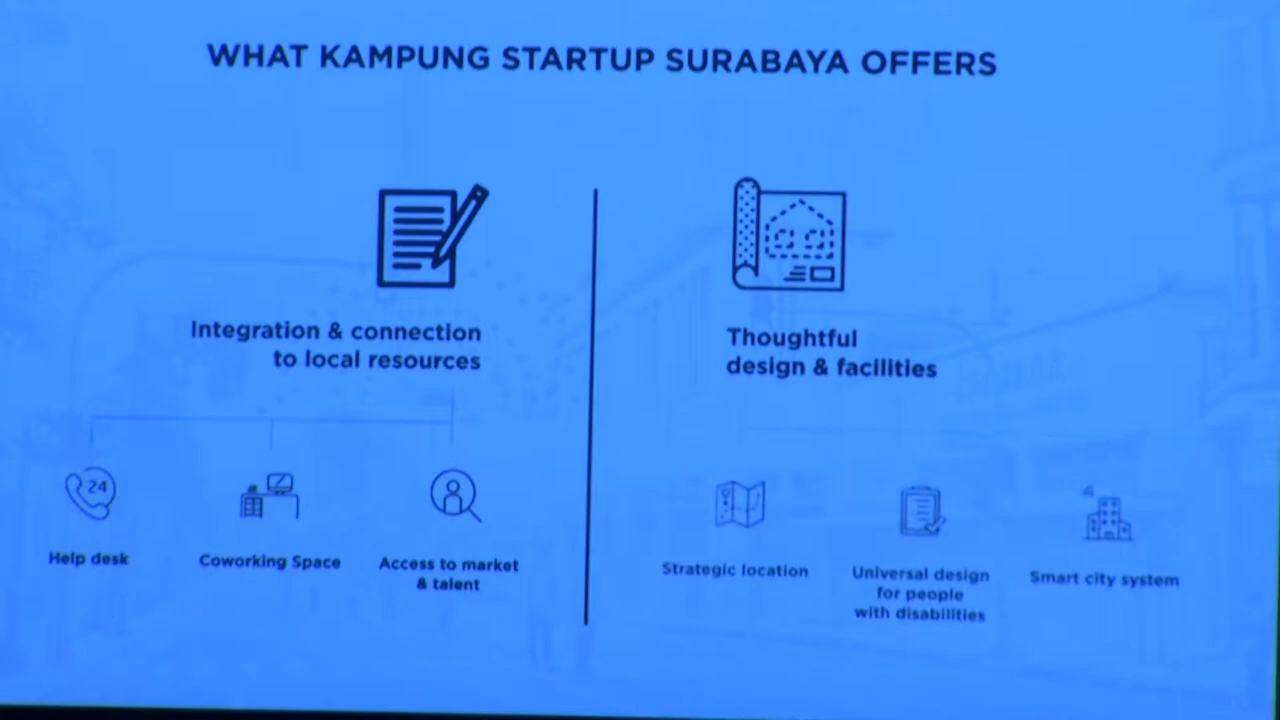 WHAT KAMPUNG STARTUP SURABAYA OFFERS
Integration & connection
to local resources
24
Help desk
Coworking Space
Access to market
& talent
Thoughtful
design & facilities
Strategic location
Universal design
for people
with disabilities
Smart city system